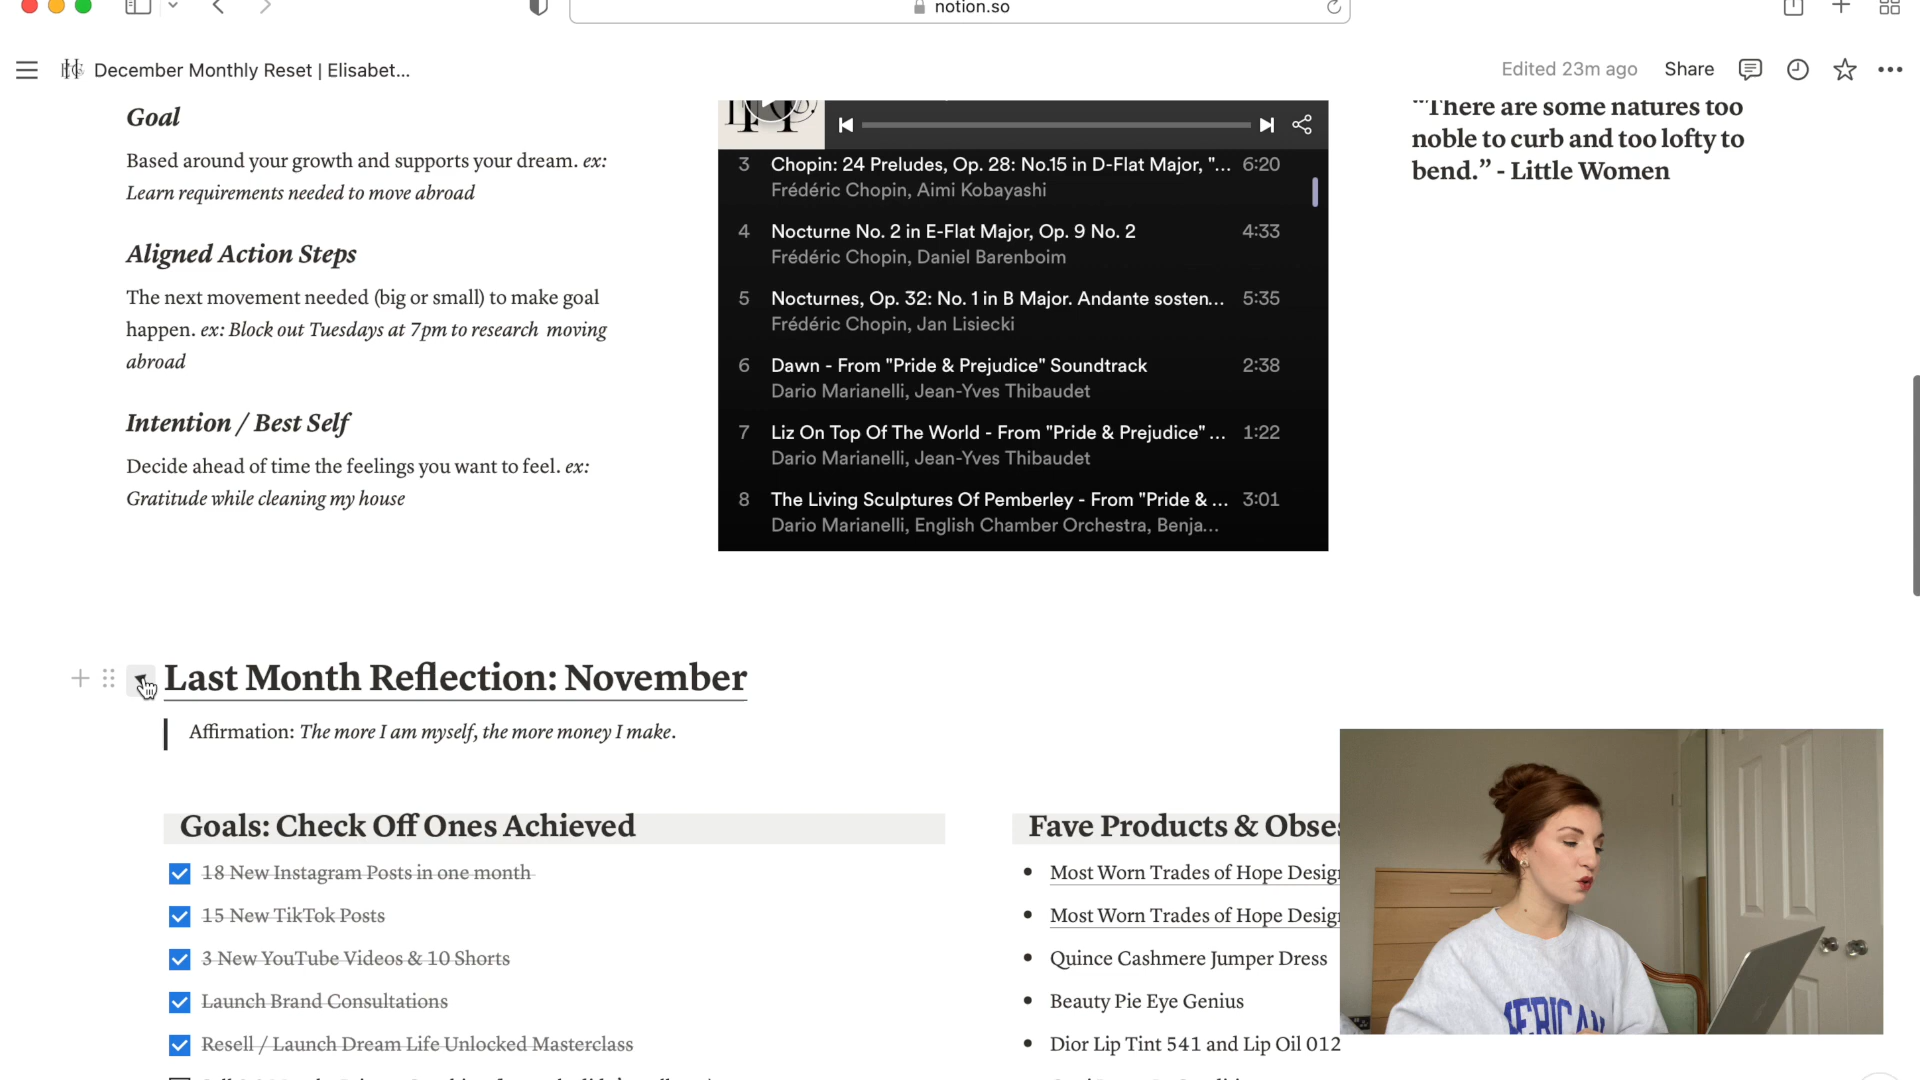 notion.so
December Monthly Reset | Elisabet...
Edited 23m ago
Share
Goal
Based around your growth and supports your dream. ex:
Learn requirements needed to move abroad
Aligned Action Steps
The next movement needed (big or small) to make goal
happen. ex: Block out Tuesdays at 7pm to research moving
abroad
Intention / Best Self
Decide ahead of time the feelings you want to feel. ex:
Gratitude while cleaning my house
3 Chopin: 24 Preludes, Op. 28: No.15 in D-Flat Major, "... 6:20
Frédéric Chopin, Aimi Kobayashi
4 Nocturne No. 2 in E-Flat Major, Op. 9 No. 2 4:33
Frédéric Chopin, Daniel Barenboim
5 Nocturnes, Op. 32: No. 1 in B Major. Andante sosten... 5:35
Frédéric Chopin, Jan Lisiecki
6 Dawn - From "Pride & Prejudice" Soundtrack 2:38
Dario Marianelli, Jean-Yves Thibaudet
7 Liz On Top Of The World - From "Pride & Prejudice" ... 1:22
Dario Marianelli, Jean-Yves Thibaudet
8 The Living Sculptures Of Pemberley - From "Pride & ... 3:01
Dario Marianelli, English Chamber Orchestra, Benja...
“There are some natures too
noble to curb and too lofty to
bend.” - Little Women
Last Month Reflection: November
Affirmation: The more I am myself, the more money I make.
Goals: Check Off Ones Achieved
18 New Instagram Posts in one month
15 New TikTok Posts
3 New YouTube Videos & 10 Shorts
Launch Brand Consultations
Resell / Launch Dream Life Unlocked Masterclass
Fave Products & Obse
Most Worn Trades of Hope Desig
Most Worn Trades of Hope Desig
Quince Cashmere Jumper Dress
Beauty Pie Eye Genius
Dior Lip Tint 541 and Lip Oil 012